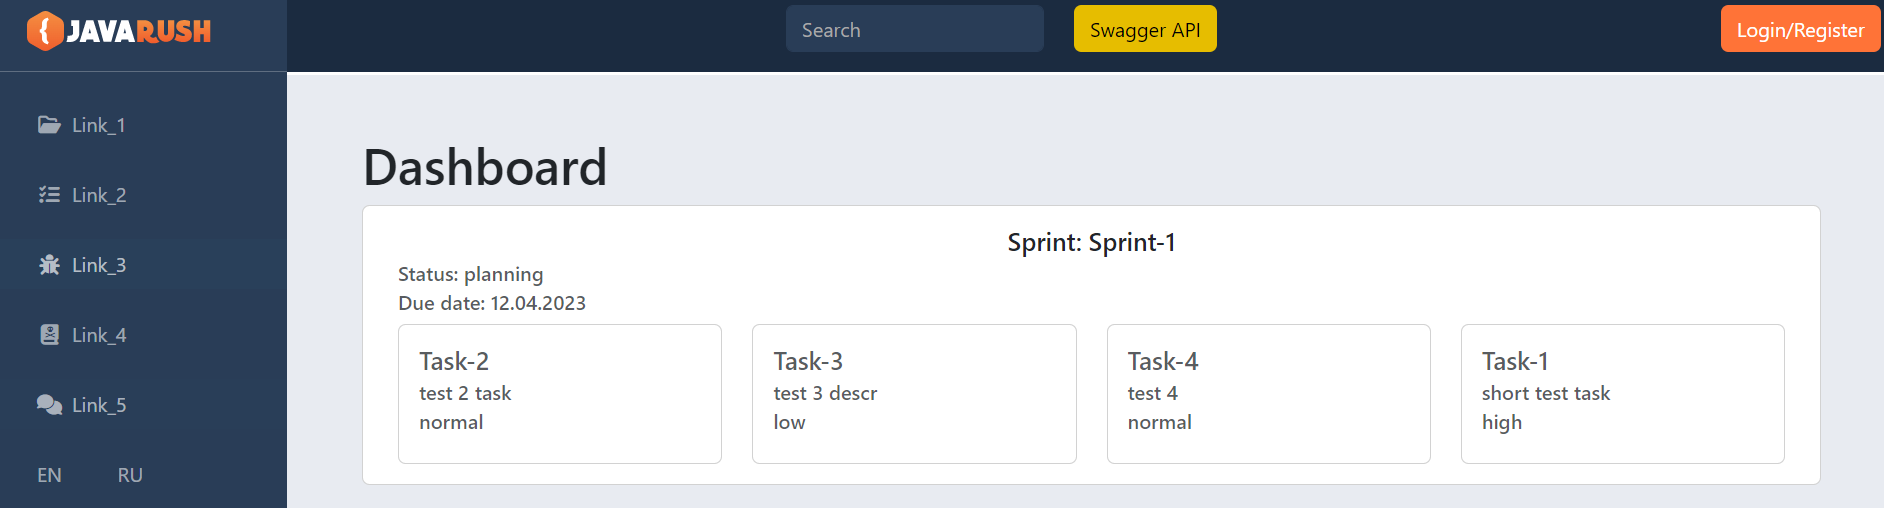 JAVARUSH
Search
Swagger API
Login/Register
Link_1
Link_2
Link_3
Link_4
Link_5
EN
RU
Dashboard
Sprint: Sprint-1
Status: planning
Due date: 12.04.2023
Task-2
test 2 task
normal
Task-3
test 3 descr
low
Task-4
test 4
normal
Task-1
short test task
high